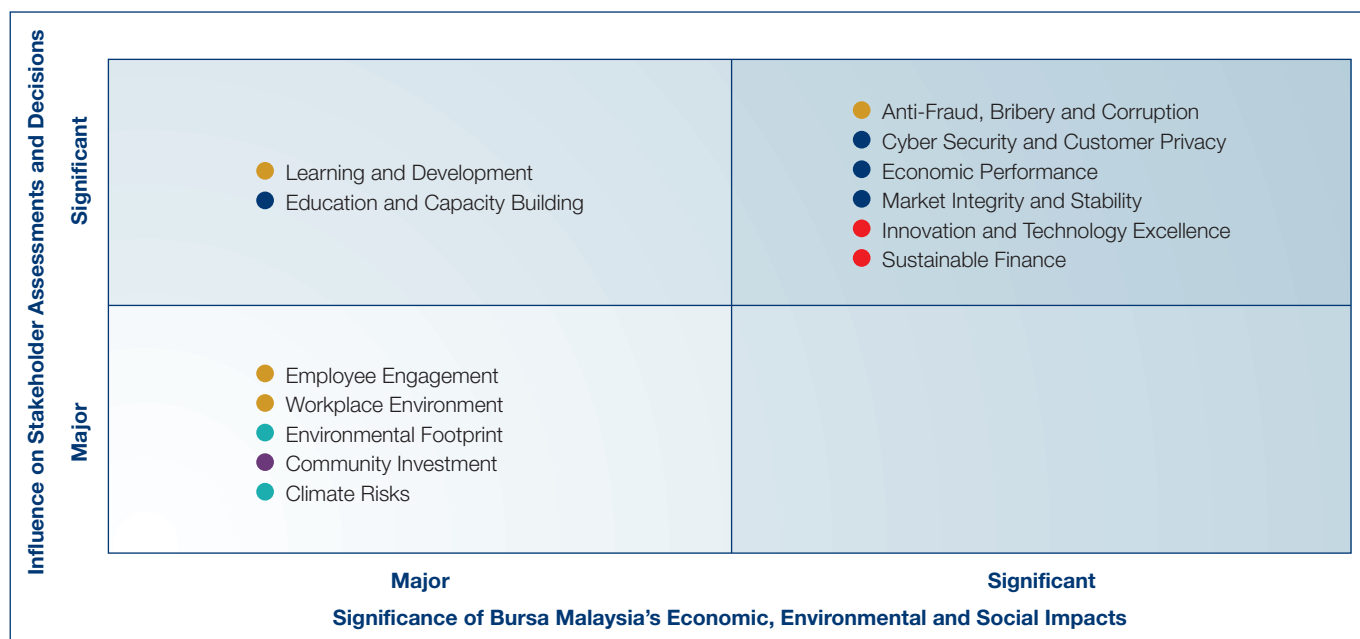 Influence on Stakeholder Assessments and Decisions
Significant
Learning and Development
Education and Capacity Building
Anti-Fraud, Bribery and Corruption
Cyber Security and Customer Privacy
Economic Performance
Market Integrity and Stability
Innovation and Technology Excellence
Sustainable Finance
Major
Employee Engagement
Workplace Environment
Environmental Footprint
Community Investment
Climate Risks
Major
Significant
Significance of Bursa Malaysia's Economic, Environmental and Social Impacts